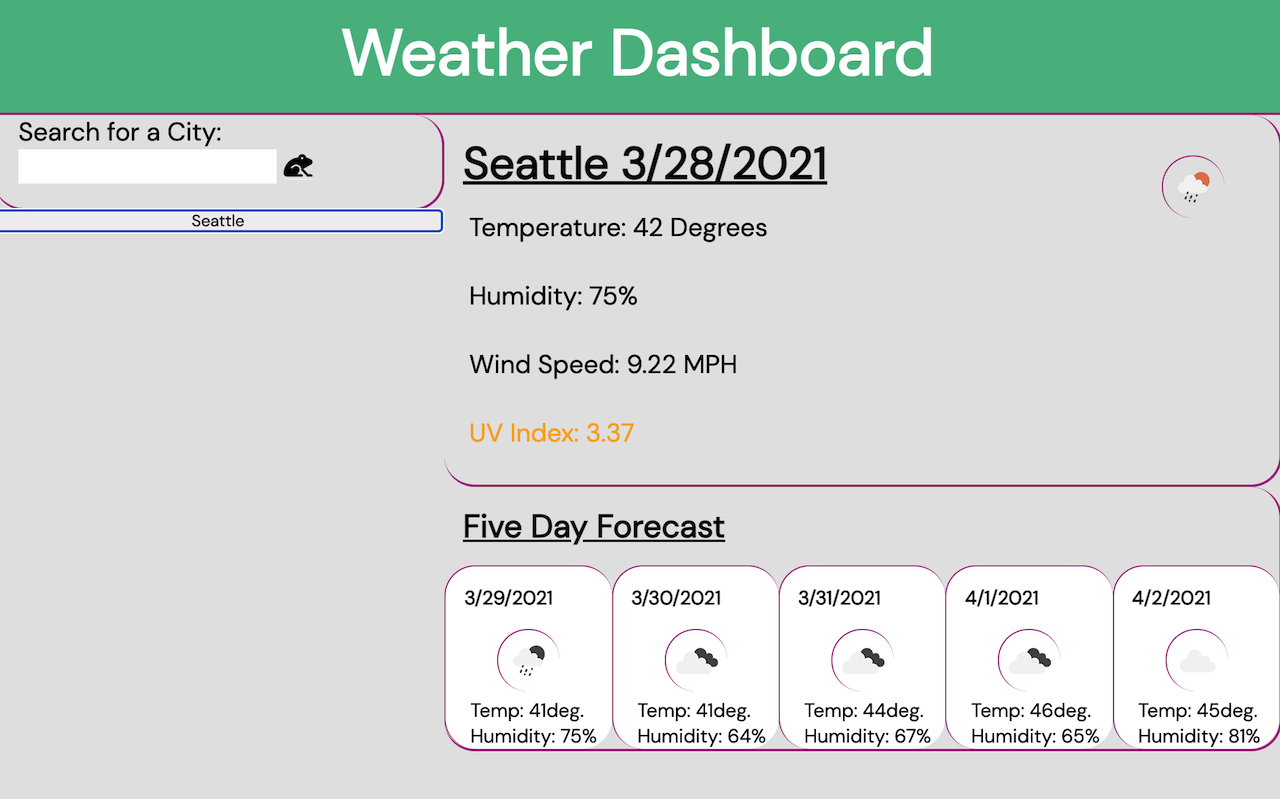 Weather Dashboard
Search for a City:
Seattle
Seattle 3/28/2021
Temperature: 42 Degrees
Humidity: 75%
Wind Speed: 9.22 MPH
UV Index: 3.37
Five Day Forecast
3/29/2021
Temp: 41deg.
Humidity: 75%
3/30/2021
Temp: 41deg.
Humidity: 64%
3/31/2021
Temp: 44deg.
Humidity: 67%
4/1/2021
Temp: 46deg.
Humidity: 65%
4/2/2021
Temp: 45deg.
Humidity: 81%